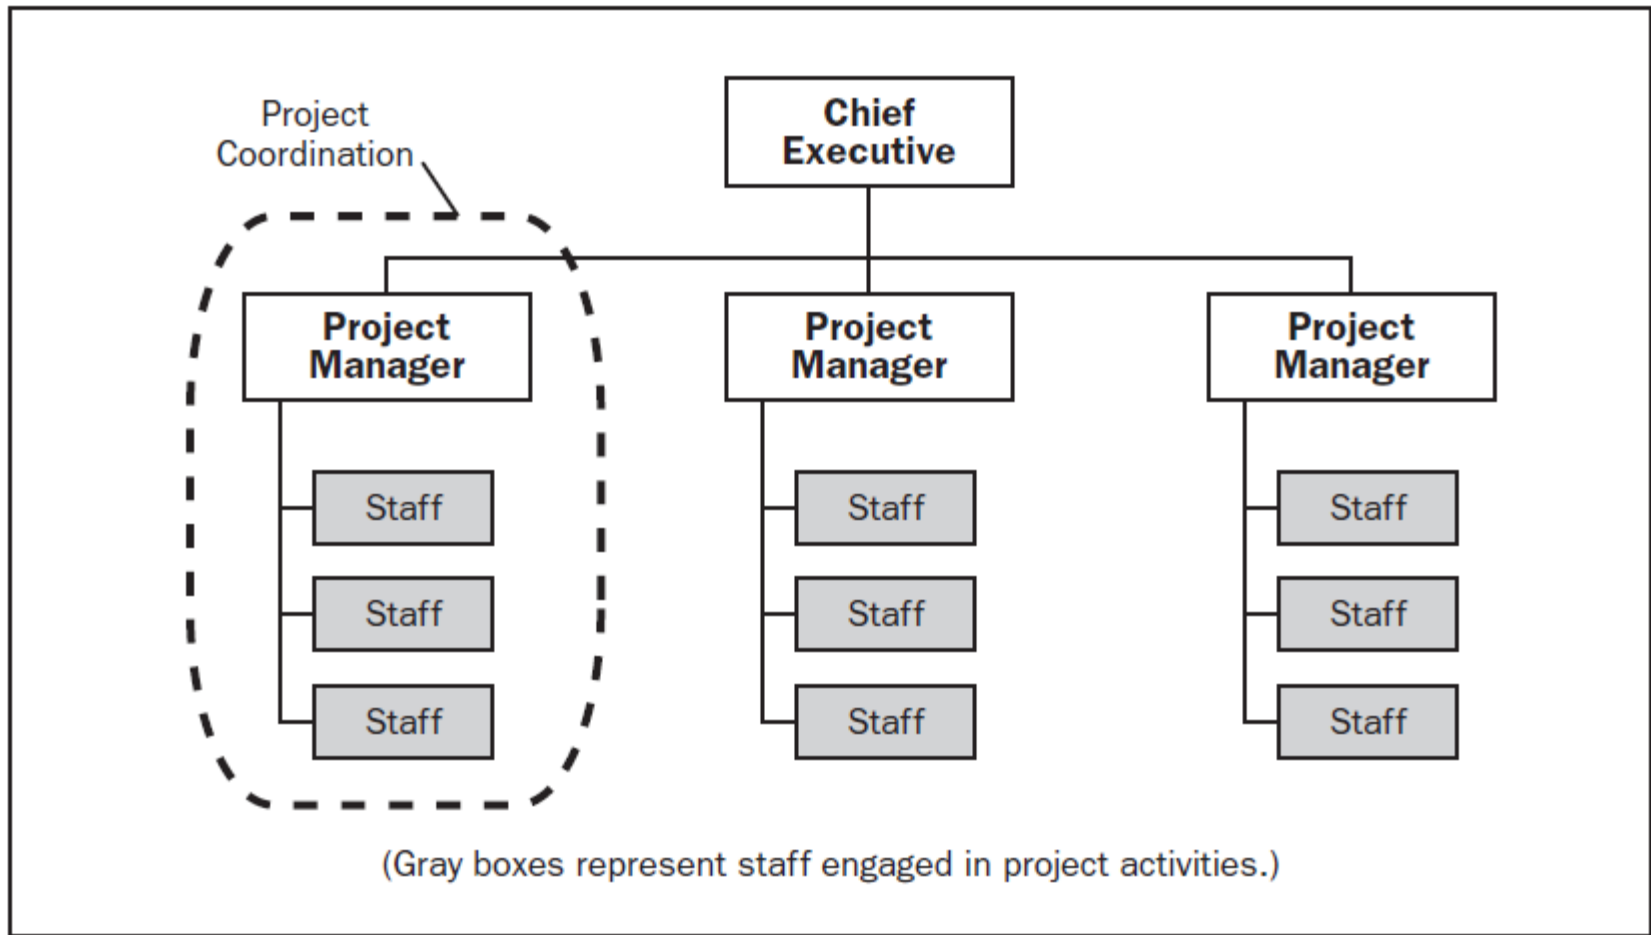 Project
Coordination
Chief
Executive
Project
Manager
Project
Manager
Project
Manager
Staff
Staff
Staff
Staff
Staff
Staff
Staff
Staff
Staff
(Gray boxes represent staff engaged in project activities.)